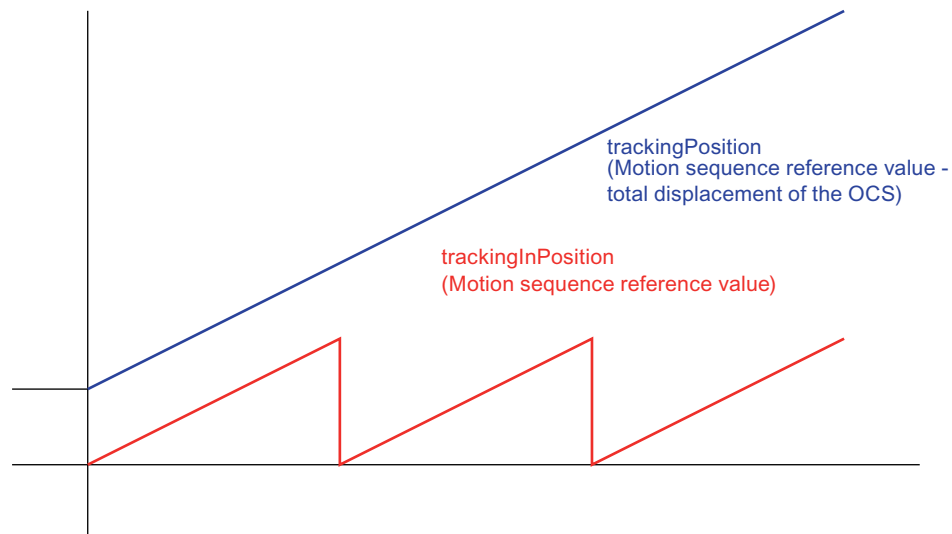 trackingPosition
(Motion sequence reference value -
total displacement of the OCS)
trackingInPosition
(Motion sequence reference value)